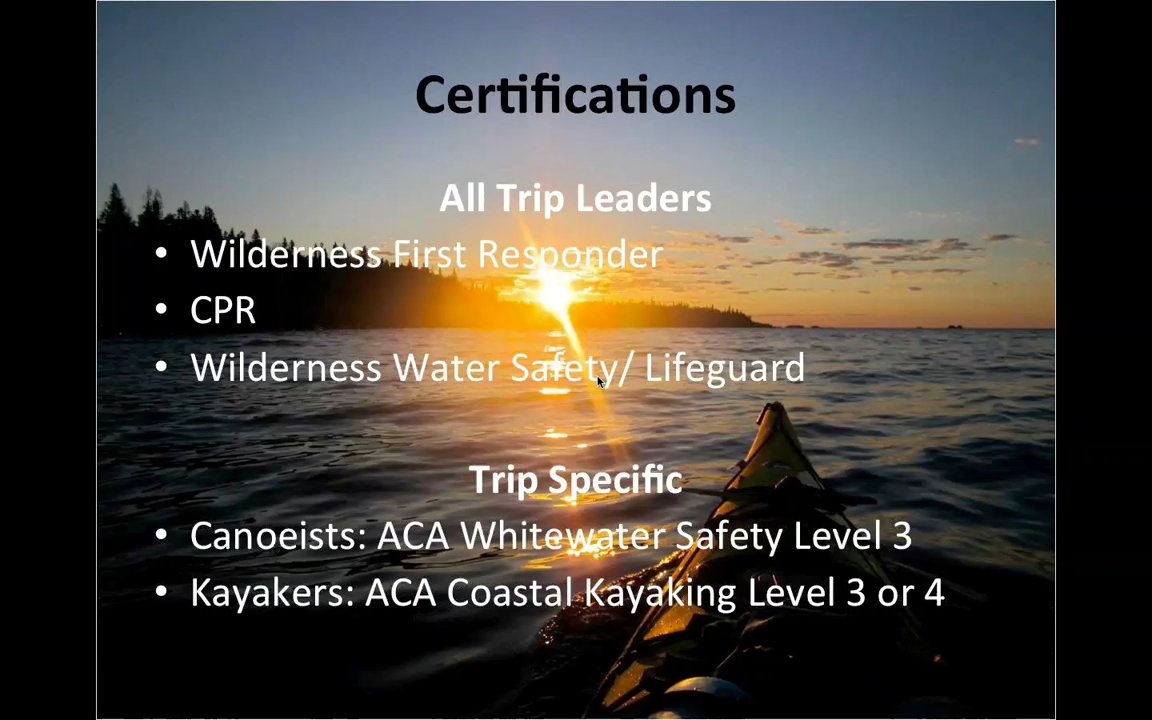 Certifications
All Trip Leaders
• Wilderness First Responder
• CPR
• Wilderness Water Safety/ Lifeguard
Trip Specific
• Canoeists: ACA Whitewater Safety Level 3
• Kayakers: ACA Coastal Kayaking Level 3 or 4